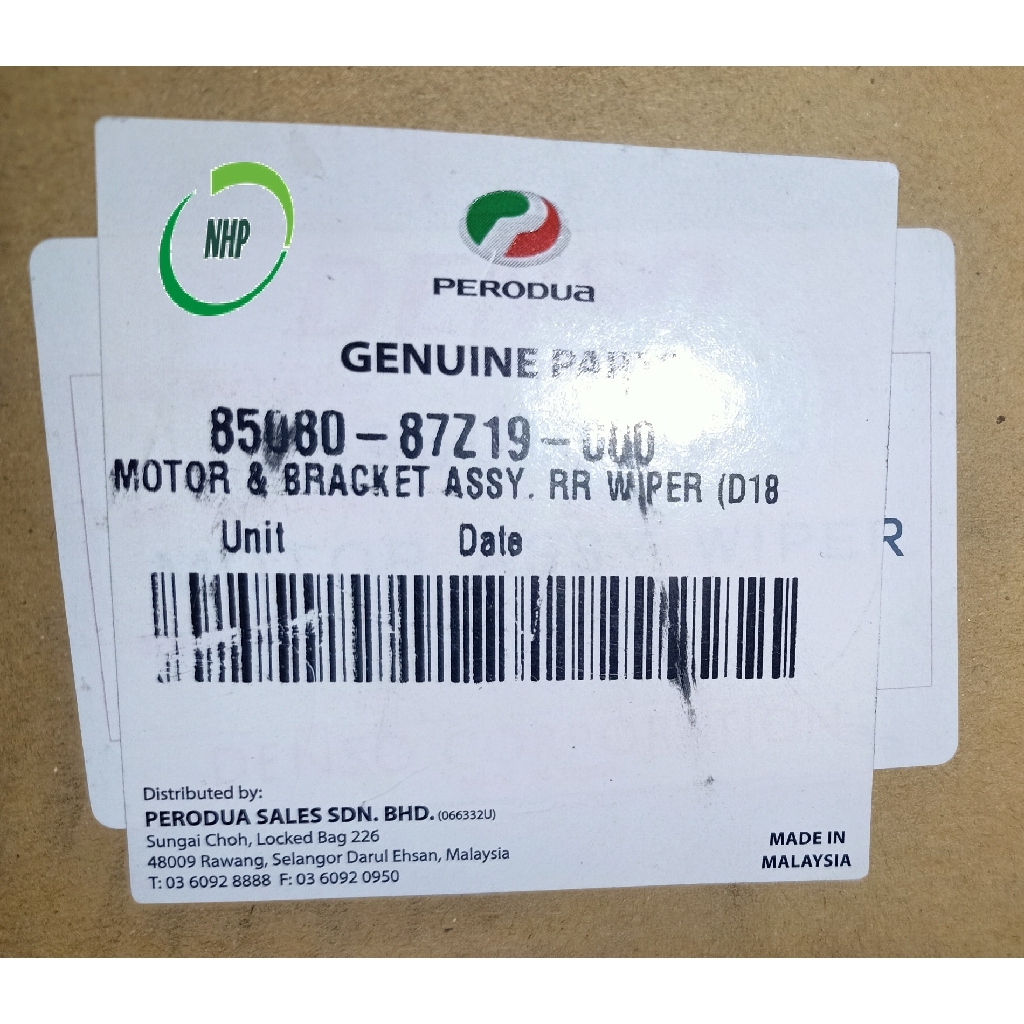 NHP
PERODUA
GENUINE PARTS
85080-87Z19-000
MOTOR & BRACKET ASSY. RR WIPER (D18
Unit Date
R
Distributed by:
PERODUA SALES SDN. BHD. (066332U)
Sungai Choh, Locked Bag 226
48009 Rawang, Selangor Darul Ehsan, Malaysia
T: 03 6092 8888 F: 03 6092 0950
MADE IN
MALAYSIA